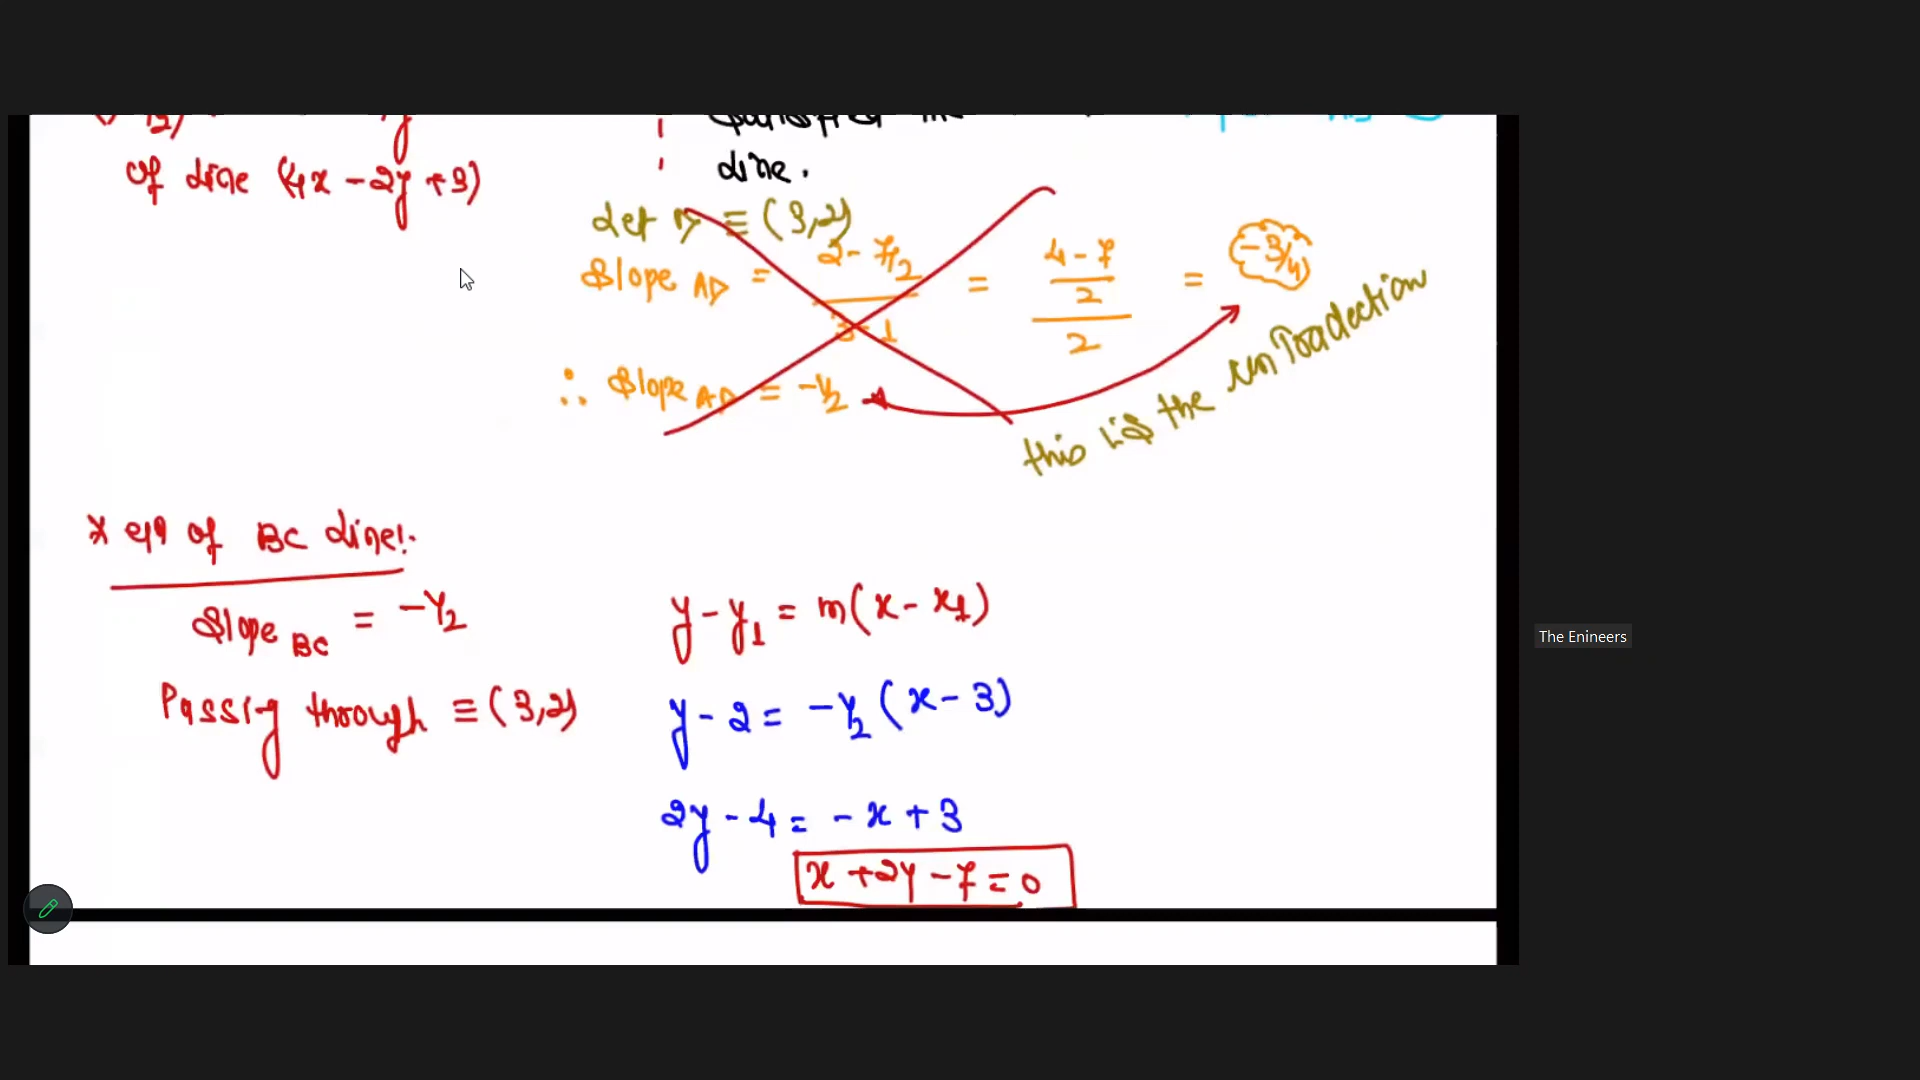 of line (4x - 2y + 3)
line.
let D ≡ (3,2)
Slope AD = 2 - 7/2 / 3 - 1 = 4 - 7 / 2 / 2 = -3/4
∴ Slope AD = -1/2
this is the conToadiction
* eqn of BC line:-
Slope BC = -1/2
Passing through ≡ (3,2)
y - y1 = m(x - x1)
y - 2 = -1/2 (x - 3)
2y - 4 = - x + 3
x + 2y - 7 = 0
The Enineers